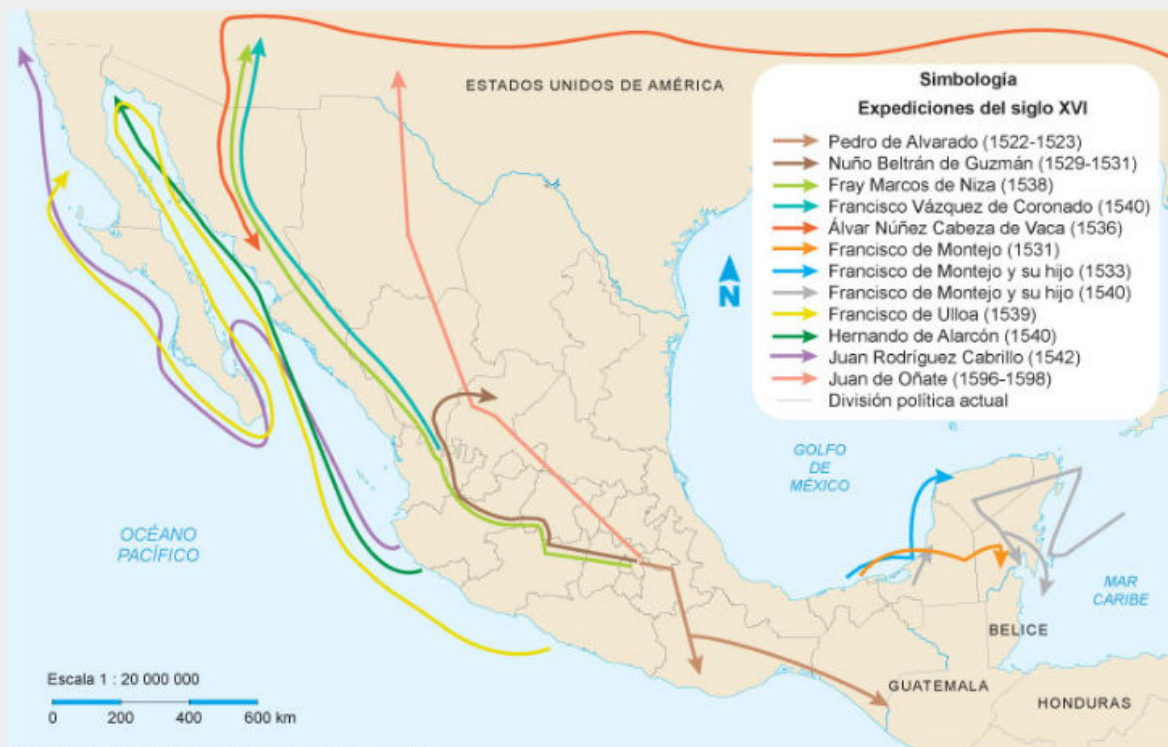 ESTADOS UNIDOS DE AMÉRICA
Simbología
Expediciones del siglo XVI
Pedro de Alvarado (1522-1523)
Nuño Beltrán de Guzmán (1529-1531)
Fray Marcos de Niza (1538)
Francisco Vázquez de Coronado (1540)
Álvar Núñez Cabeza de Vaca (1536)
Francisco de Montejo (1531)
Francisco de Montejo y su hijo (1533)
Francisco de Montejo y su hijo (1540)
Francisco de Ulloa (1539)
Hernando de Alarcón (1540)
Juan Rodríguez Cabrillo (1542)
Juan de Oñate (1596-1598)
División política actual
N
GOLFO
DE
MÉXICO
OCÉANO
PACÍFICO
MAR
CARIBE
BELICE
GUATEMALA
HONDURAS
Escala 1 : 20 000 000
0 200 400 600 km